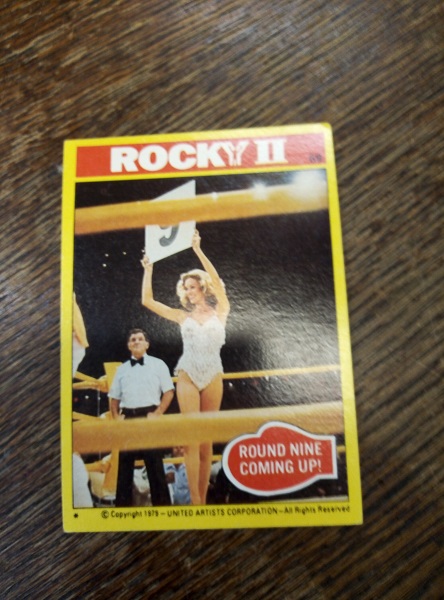 ROCKY II
9
ROUND NINE
COMING UP!
© Copyright 1979 — UNITED ARTISTS CORPORATION — All Rights Reserved